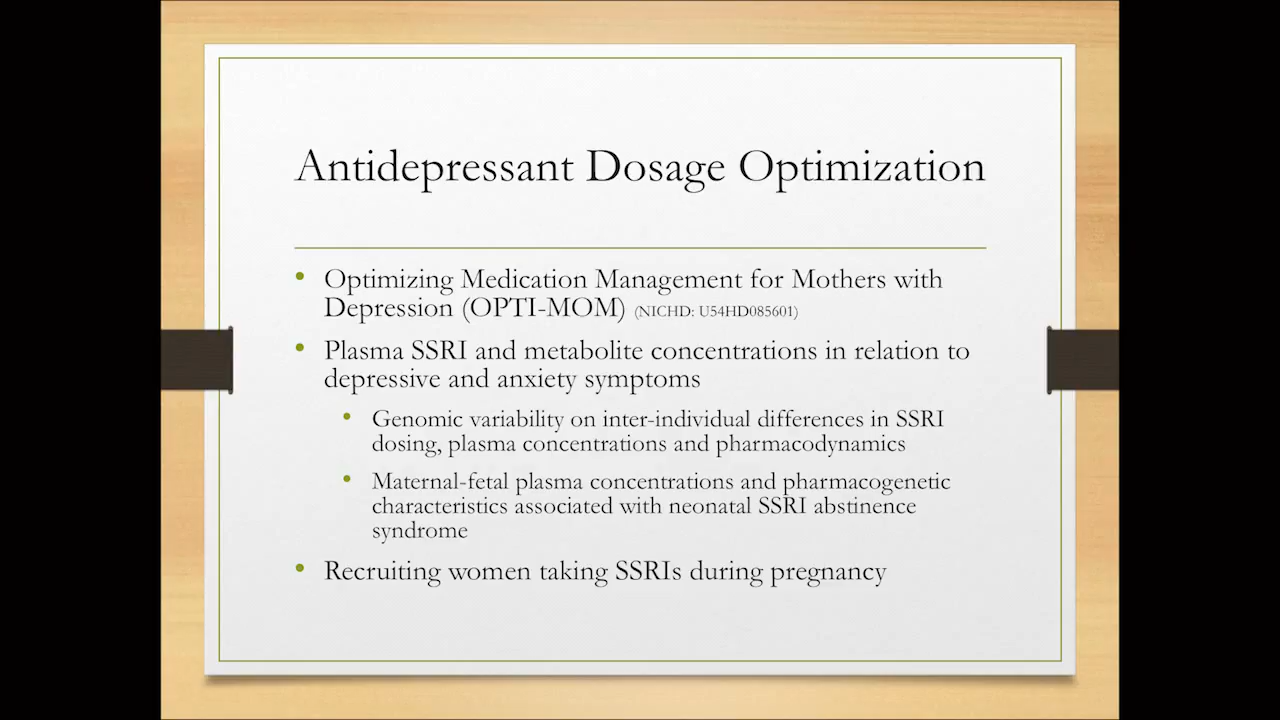 Antidepressant Dosage Optimization
• Optimizing Medication Management for Mothers with
Depression (OPTI-MOM) (NICHD: U54HD085601)
• Plasma SSRI and metabolite concentrations in relation to
depressive and anxiety symptoms
• Genomic variability on inter-individual differences in SSRI
dosing, plasma concentrations and pharmacodynamics
• Maternal-fetal plasma concentrations and pharmacogenetic
characteristics associated with neonatal SSRI abstinence
syndrome
• Recruiting women taking SSRIs during pregnancy